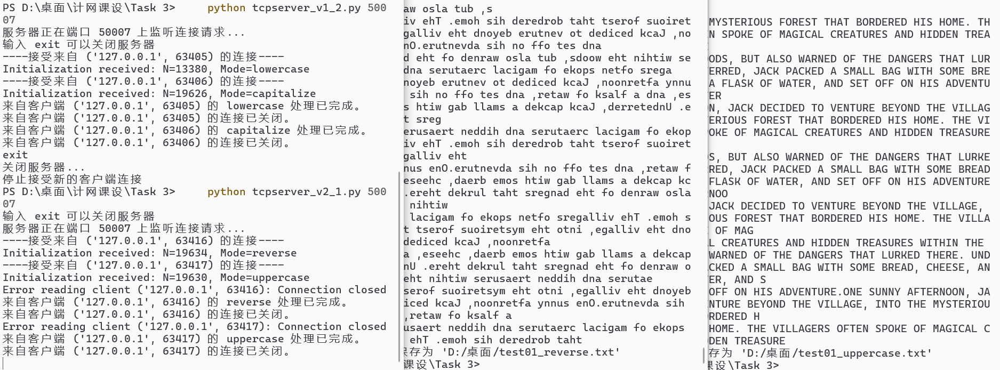 PS D:\桌面\计网课设\Task 3>     python tcpserver_v1_2.py 500
07
服务器正在端口 50007 上监听连接请求...
输入 exit 可以关闭服务器
----接受来自 ('127.0.0.1', 63405) 的连接----
Initialization received: N=13380, Mode=lowercase
----接受来自 ('127.0.0.1', 63406) 的连接----
Initialization received: N=19626, Mode=capitalize
来自客户端 ('127.0.0.1', 63405) 的 lowercase 处理已完成。
来自客户端 ('127.0.0.1', 63405) 的连接已关闭。
来自客户端 ('127.0.0.1', 63406) 的 capitalize 处理已完成。
来自客户端 ('127.0.0.1', 63406) 的连接已关闭。
exit
关闭服务器...
停止接受新的客户端连接
PS D:\桌面\计网课设\Task 3>     python tcpserver_v2_1.py 500
07
输入 exit 可以关闭服务器
服务器正在端口 50007 上监听连接请求...
----接受来自 ('127.0.0.1', 63416) 的连接----
Initialization received: N=19634, Mode=reverse
----接受来自 ('127.0.0.1', 63417) 的连接----
Initialization received: N=19630, Mode=uppercase
Error reading client ('127.0.0.1', 63416): Connection closed
来自客户端 ('127.0.0.1', 63416) 的 reverse 处理已完成。
来自客户端 ('127.0.0.1', 63416) 的连接已关闭。
Error reading client ('127.0.0.1', 63417): Connection closed
来自客户端 ('127.0.0.1', 63417) 的 uppercase 处理已完成。
来自客户端 ('127.0.0.1', 63417) 的连接已关闭。
aw osla tub ,s
iv ehT .emoh sih deredrob taht tserof suoiret
galliv eht dnoyeb erutnev ot dediced kcaJ ,no
nO.erutnevda sih no ffo tes dna
d eht fo denraw osla tub ,sdoow eht nihtiw se
dna serutaerc lacigam fo ekops netfo srega
noyeb erutnev ot dediced kcaJ ,noonretfa ynnu
sih no ffo tes dna ,retaw fo ksalf a dna ,es
s htiw gab llams a dekcap kcaJ ,derretednU .e
t sreg
erusaert neddih dna serutaerc lacigam fo ekop
iv ehT .emoh sih deredrob taht tserof suoiret
galliv eht
nus enO.erutnevda sih no ffo tes dna ,retaw f
eseehc ,daerb emos htiw gab llams a dekcap kc
.ereht dekrul taht sregnad eht fo denraw osla
nihtiw
lacigam fo ekops netfo sregalliv ehT .emoh s
t tserof suoiretsym eht otni ,egalliv eht dno
dediced kcaJ ,noonretfa
a ,eseehc ,daerb emos htiw gab llams a dekcap
nU .ereht dekrul taht sregnad eht fo denraw o
eht nihtiw serusaert neddih dna serutae
serof suoiretsym eht otni ,egalliv eht dnoyeb
iced kcaJ ,noonretfa ynnus enO.erutnevda sih
,retaw fo ksalf a
usaert neddih dna serutaerc lacigam fo ekops
ehT .emoh sih deredrob taht
保存为 'D:/桌面/test01_reverse.txt'
课设\Task 3>
MYSTERIOUS FOREST THAT BORDERED HIS HOME. TH
N SPOKE OF MAGICAL CREATURES AND HIDDEN TREA
ODS, BUT ALSO WARNED OF THE DANGERS THAT LUR
ERRED, JACK PACKED A SMALL BAG WITH SOME BRE
A FLASK OF WATER, AND SET OFF ON HIS ADVENTU
ER
N, JACK DECIDED TO VENTURE BEYOND THE VILLAG
ERIOUS FOREST THAT BORDERED HIS HOME. THE VI
OKE OF MAGICAL CREATURES AND HIDDEN TREASURE
S, BUT ALSO WARNED OF THE DANGERS THAT LURKE
RED, JACK PACKED A SMALL BAG WITH SOME BREAD
FLASK OF WATER, AND SET OFF ON HIS ADVENTURE
NOO
JACK DECIDED TO VENTURE BEYOND THE VILLAGE,
OUS FOREST THAT BORDERED HIS HOME. THE VILLA
OF MAG
L CREATURES AND HIDDEN TREASURES WITHIN THE
WARNED OF THE DANGERS THAT LURKED THERE. UND
CKED A SMALL BAG WITH SOME BREAD, CHEESE, AN
ER, AND S
OFF ON HIS ADVENTURE.ONE SUNNY AFTERNOON, JA
NTURE BEYOND THE VILLAGE, INTO THE MYSTERIOU
RDERED H
HOME. THE VILLAGERS OFTEN SPOKE OF MAGICAL C
DEN TREASURE
存为 'D:/桌面/test01_uppercase.txt'
课设\Task 3>